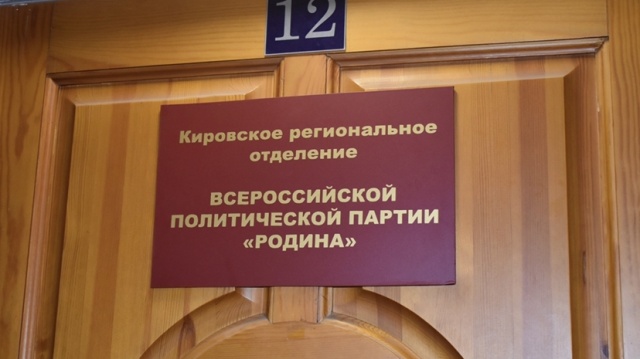 12
Кировское региональное
отделение
ВСЕРОССИЙСКОЙ
ПОЛИТИЧЕСКОЙ ПАРТИИ
«РОДИНА»